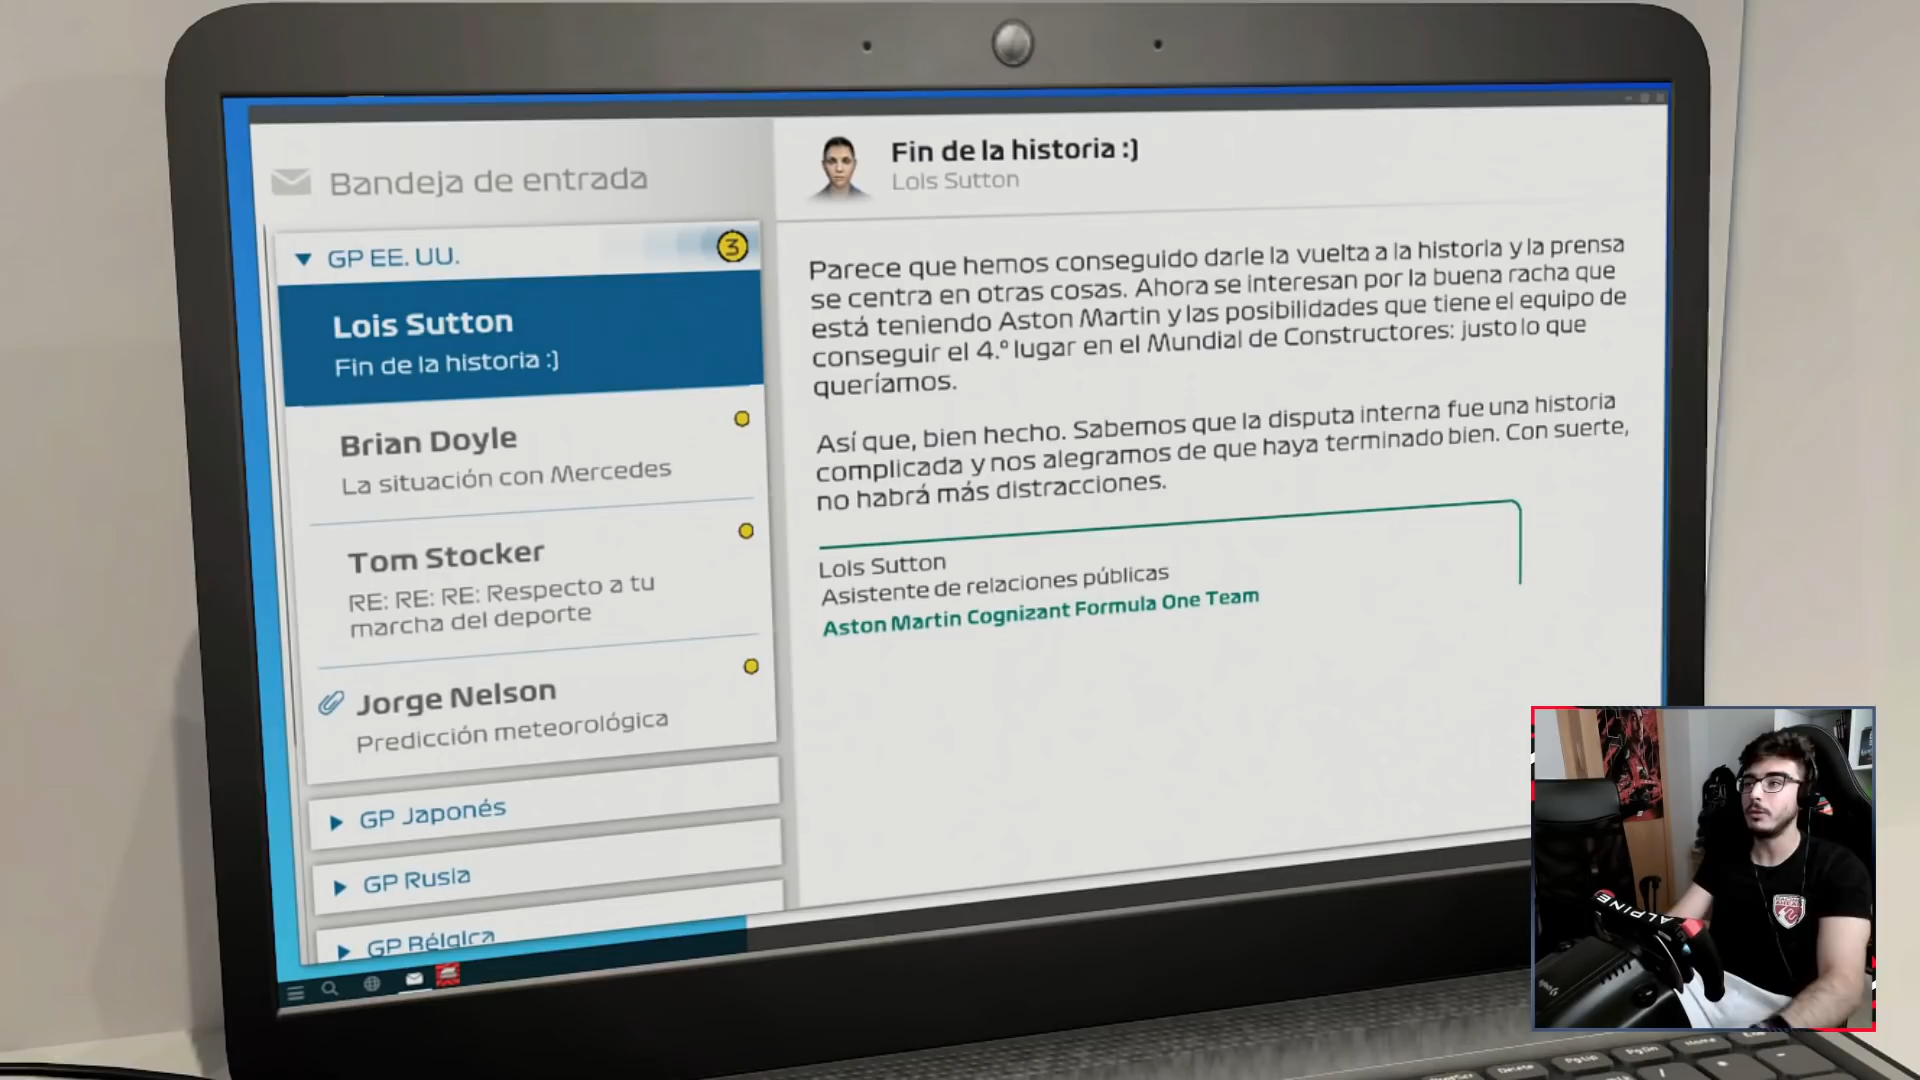 Bandeja de entrada
GP EE. UU.
3
Lois Sutton
Fin de la historia :)
Brian Doyle
La situación con Mercedes
Tom Stocker
RE: RE: RE: Respecto a tu
marcha del deporte
Jorge Nelson
Predicción meteorológica
GP Japonés
GP Rusia
GP Bélgica
Fin de la historia :)
Lois Sutton
Parece que hemos conseguido darle la vuelta a la historia y la prensa
se centra en otras cosas. Ahora se interesan por la buena racha que
está teniendo Aston Martin y las posibilidades que tiene el equipo de
conseguir el 4.º lugar en el Mundial de Constructores: justo lo que
queríamos.
Así que, bien hecho. Sabemos que la disputa interna fue una historia
complicada y nos alegramos de que haya terminado bien. Con suerte,
no habrá más distracciones.
Lois Sutton
Asistente de relaciones públicas
Aston Martin Cognizant Formula One Team
ALPINE
PgUp
PgDn
Home
Delete